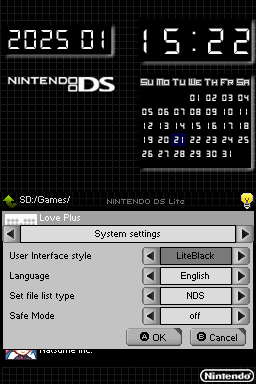 2025 01
15:22
NINTENDO DS
Su Mo Tu We Th Fr Sa
01 02 03 04
05 06 07 08 09 10 11
12 13 14 15 16 17 18
19 20 21 22 23 24 25
26 27 28 29 30 31
SD:/Games/
NINTENDO DS Lite
Love Plus
System settings
User Interface style
LiteBlack
Language
English
Set file list type
NDS
Safe Mode
off
A OK
B Cancel
Natsume Inc.
Nintendo